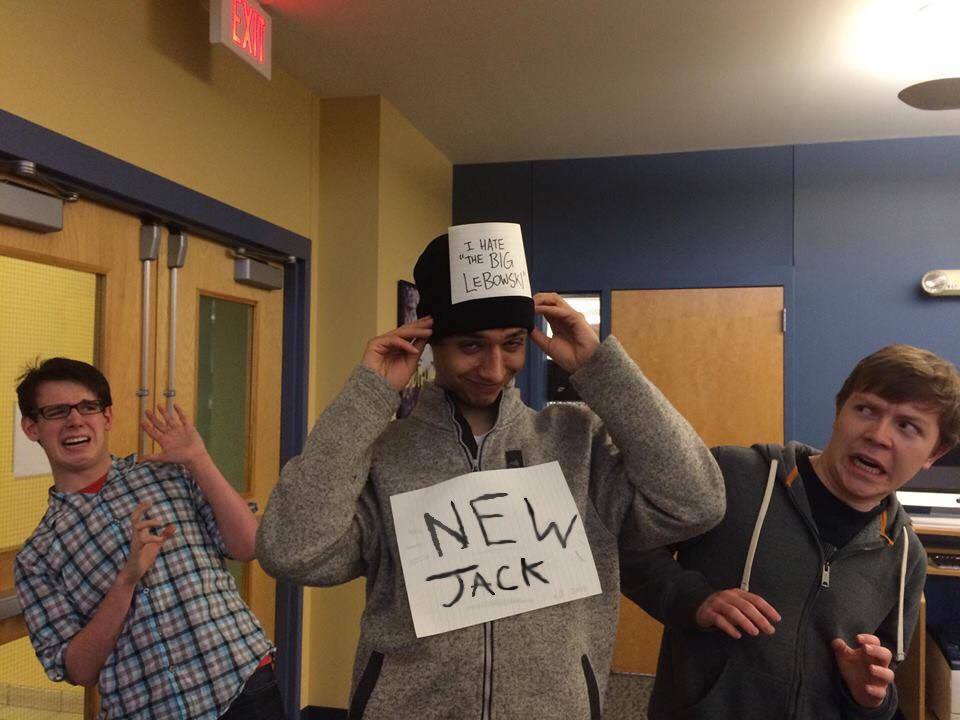 EXIT
I HATE
"THE BIG
LEBOWSKI"
NEW
JACK